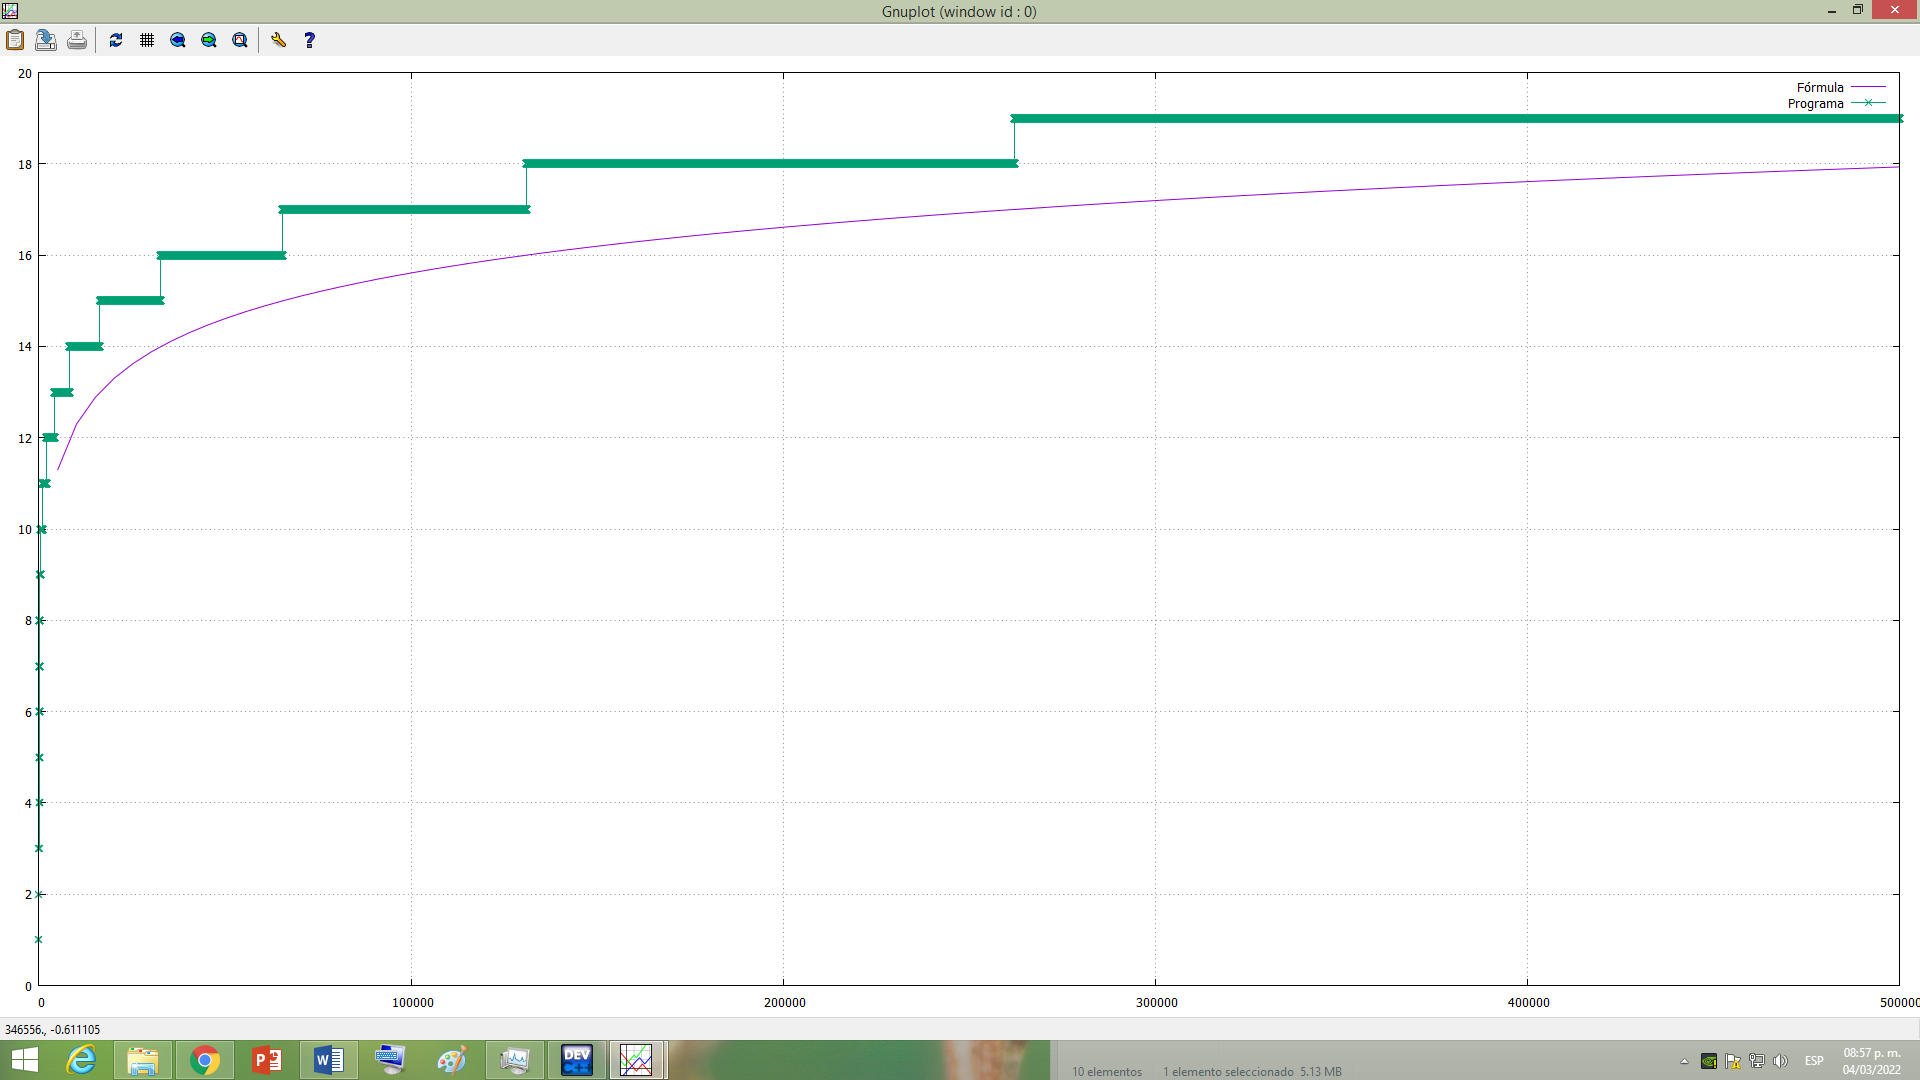 Gnuplot (window id : 0)
20
Fórmula
Programa
18
16
14
12
10
8
6
4
2
0
0 100000 200000 300000 400000 500000
346556., -0.611105
DEV
C++
10 elementos 1 elemento seleccionado 5.13 MB
ESP
08:57 p. m.
04/03/2022